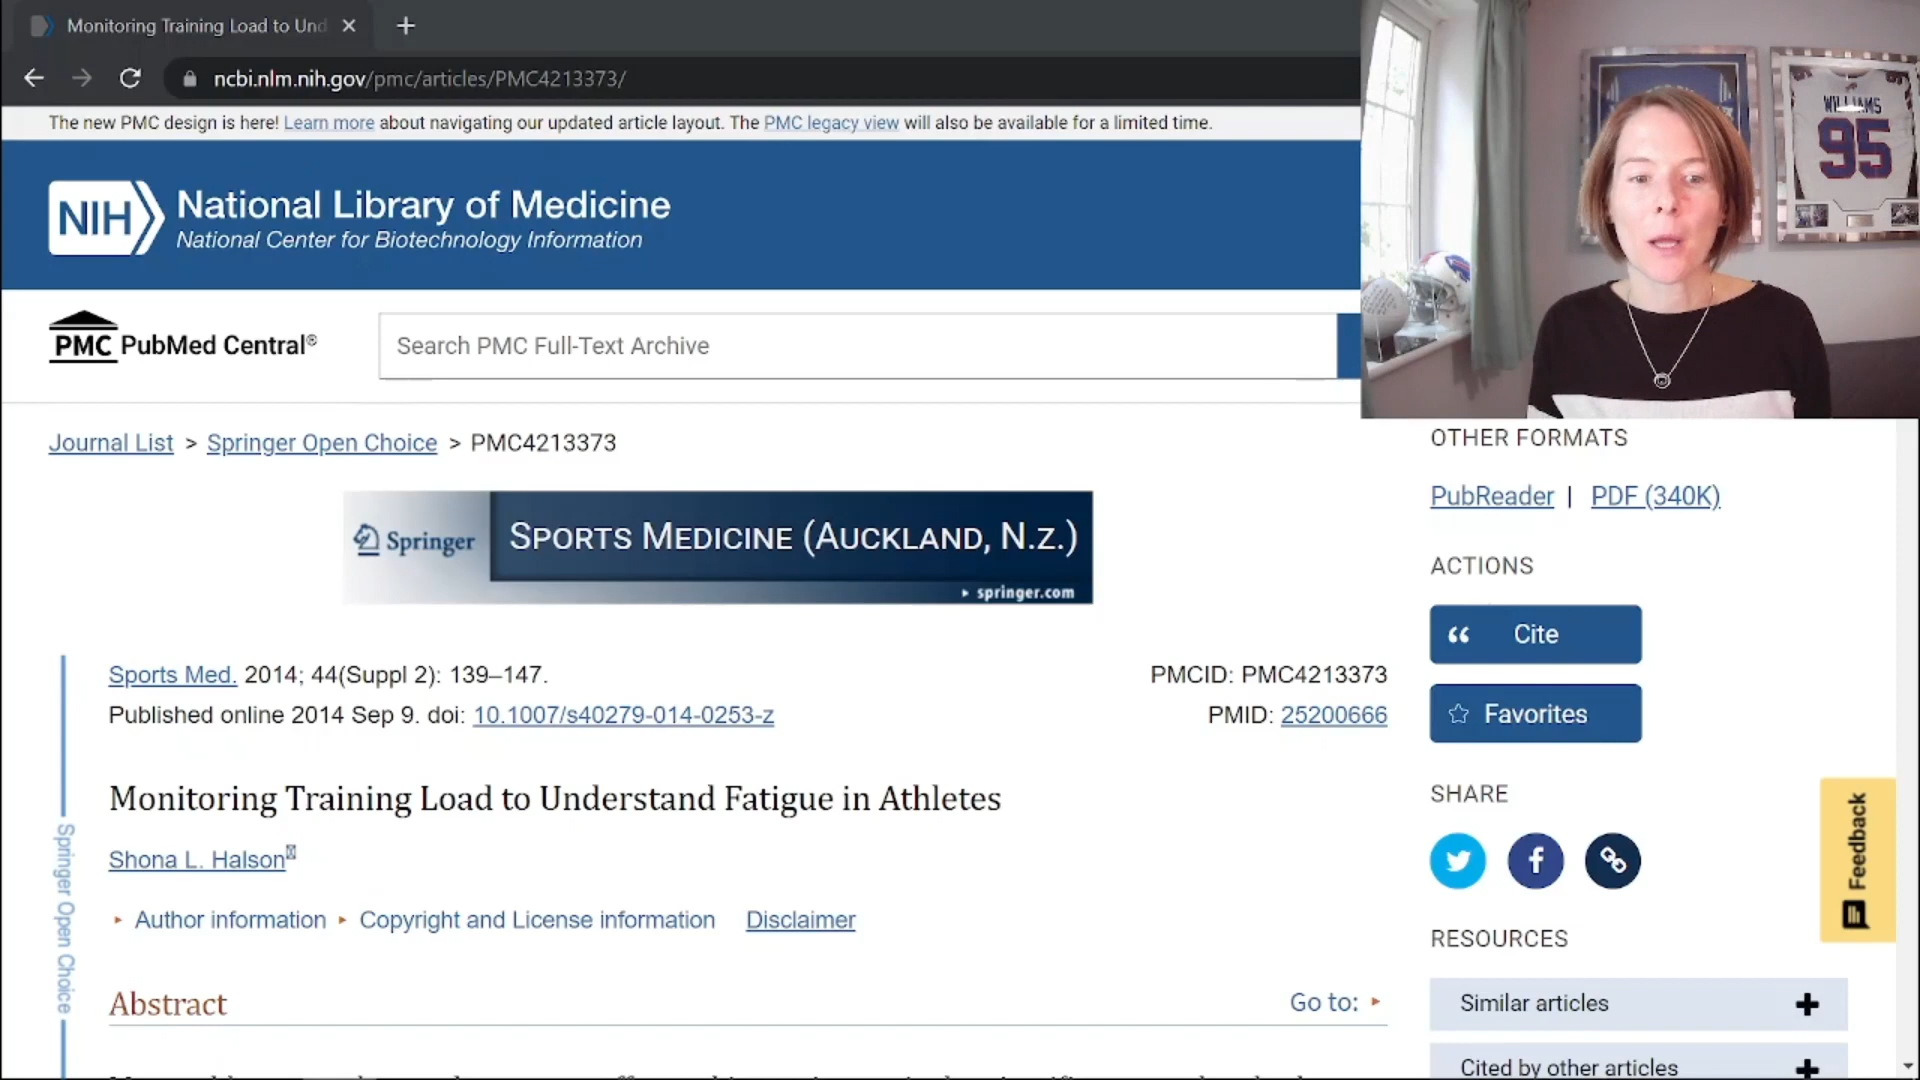 Monitoring Training Load to Und
ncbi.nlm.nih.gov/pmc/articles/PMC4213373/
The new PMC design is here! Learn more about navigating our updated article layout. The PMC legacy view will also be available for a limited time.
NIH National Library of Medicine
National Center for Biotechnology Information
PMC PubMed Central®
Search PMC Full-Text Archive
WILLIAMS
95
Journal List > Springer Open Choice > PMC4213373
Springer SPORTS MEDICINE (AUCKLAND, N.Z.)
springer.com
Sports Med. 2014; 44(Suppl 2): 139–147.
PMCID: PMC4213373
Published online 2014 Sep 9. doi: 10.1007/s40279-014-0253-z
PMID: 25200666
Monitoring Training Load to Understand Fatigue in Athletes
Shona L. Halson
Author information Copyright and License information Disclaimer
Abstract
Go to:
Springer Open Choice
OTHER FORMATS
PubReader | PDF (340K)
ACTIONS
Cite
Favorites
SHARE
Feedback
RESOURCES
Similar articles
Cited by other articles